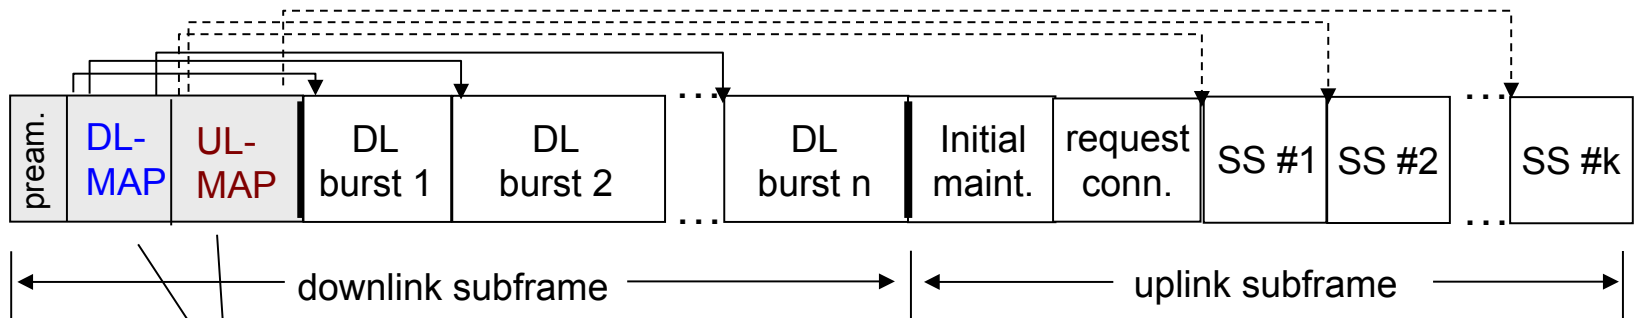 pream.
DL-
MAP
UL-
MAP
DL
burst 1
DL
burst 2
...
...
DL
burst n
Initial
maint.
request
conn.
SS #1
SS #2
...
...
SS #k
downlink subframe
uplink subframe